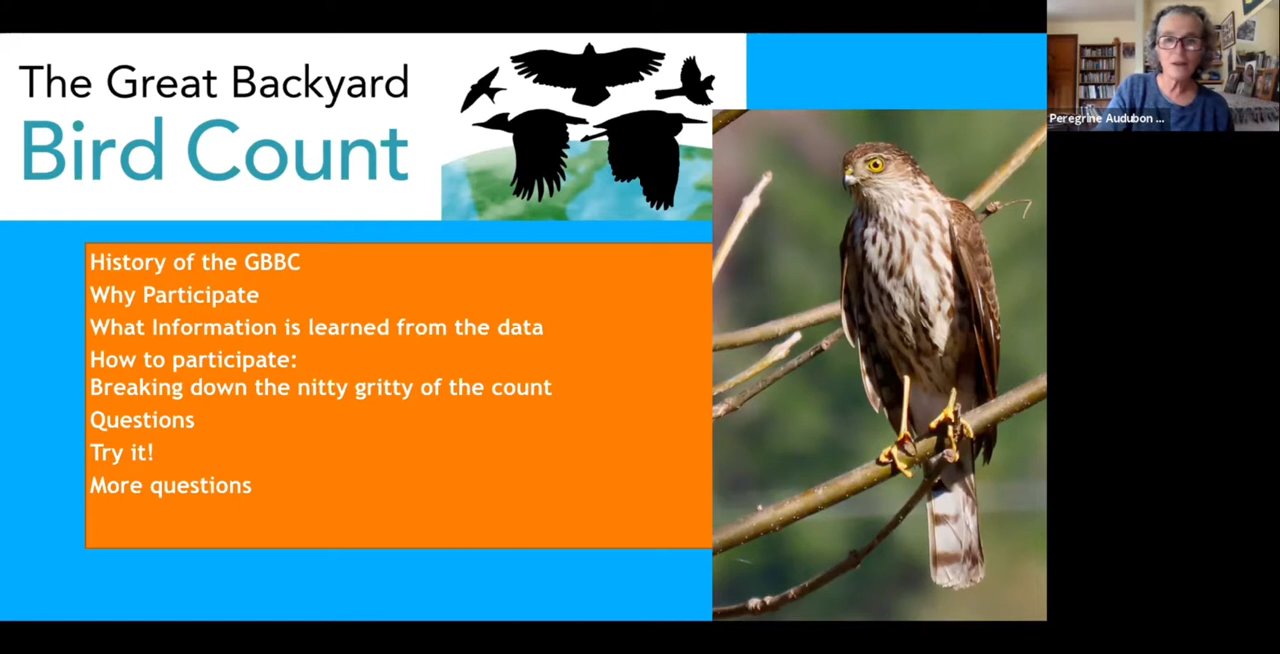 The Great Backyard
Bird Count
Peregrine Audubon ...
History of the GBBC
Why Participate
What Information is learned from the data
How to participate:
Breaking down the nitty gritty of the count
Questions
Try it!
More questions